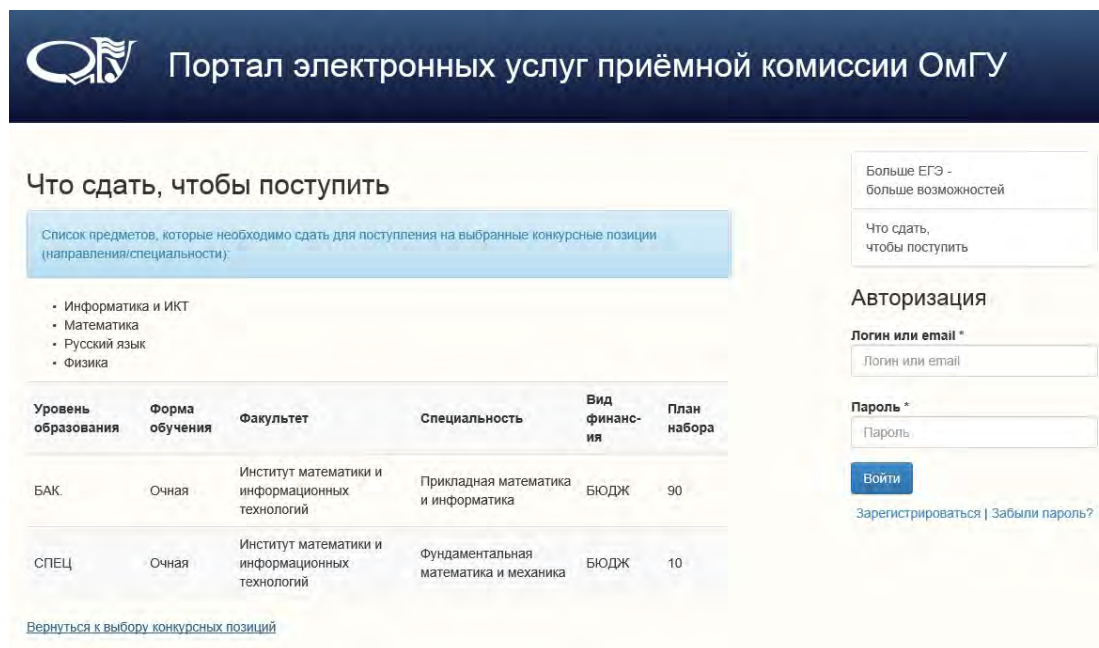 Портал электронных услуг приёмной комиссии ОмГУ
Что сдать, чтобы поступить
Список предметов, которые необходимо сдать для поступления на выбранные конкурсные позиции
(направления/специальности):
• Информатика и ИКТ
• Математика
• Русский язык
• Физика
Уровень образования Форма обучения Факультет Специальность Вид финанс-ия План набора
БАК. Очная Институт математики и информационных технологий Прикладная математика и информатика БЮДЖ 90
СПЕЦ Очная Институт математики и информационных технологий Фундаментальная математика и механика БЮДЖ 10
Вернуться к выбору конкурсных позиций
Больше ЕГЭ -
больше возможностей
Что сдать,
чтобы поступить
Авторизация
Логин или email *
Логин или email
Пароль *
Пароль
Войти
Зарегистрироваться | Забыли пароль?